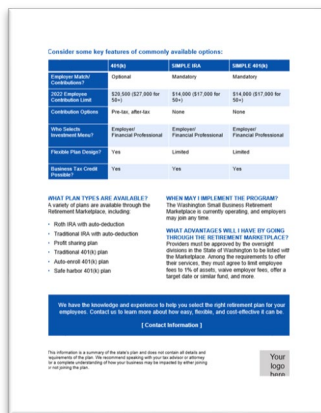 Consider some key features of commonly available options:
401(k) SIMPLE IRA SIMPLE 401(k)
Employer Match/ Optional Mandatory Mandatory
Contributions?
2022 Employee $20,500 ($27,000 for $14,000 ($17,000 for $14,000 ($17,000 for
Contribution Limit 50+) 50+) 50+)
Contribution Options Pre-tax, after-tax None None
Who Selects Employer/ Employer/ Employer/
Investment Menu? Financial Professional Financial Professional Financial Professional
Flexible Plan Design? Yes Limited Limited
Business Tax Credit Yes Yes Yes
Possible?
WHAT PLAN TYPES ARE AVAILABLE?
A variety of plans are available through the
Retirement Marketplace, including:
• Roth IRA with auto-deduction
• Traditional IRA with auto-deduction
• Profit sharing plan
• Traditional 401(k) plan
• Auto-enroll 401(k) plan
• Safe harbor 401(k) plan
WHEN MAY I IMPLEMENT THE PROGRAM?
The Washington Small Business Retirement
Marketplace is currently operating, and employers
may join any time.
WHAT ADVANTAGES WILL I HAVE BY GOING
THROUGH THE RETIREMENT MARKETPLACE?
Providers must be approved by the oversight
divisions in the State of Washington to be listed with
the Marketplace. Among the requirements to offer
their services, they must agree to limit employee
fees to 1% of assets, waive employer fees, offer a
target date or similar fund, and more.
We have the knowledge and experience to help you select the right retirement plan for your
employees. Contact us to learn more about how easy, flexible, and cost-effective it can be.
[ Contact Information ]
This information is a summary of the state's plan and does not contain all details and
requirements of the plan. We recommend speaking with your tax advisor or attorney
for a complete understanding of how your business may be impacted by either joining
or not joining the plan.
Your
logo
here